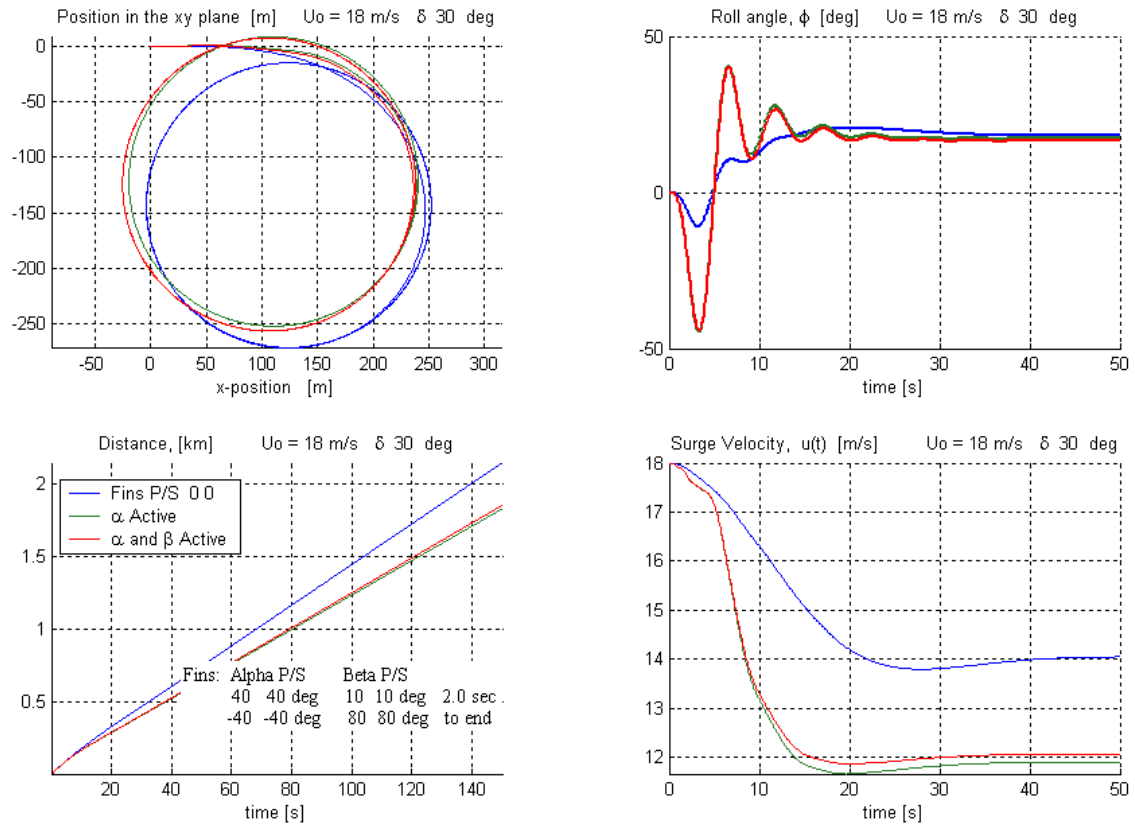 Position in the xy plane [m] Uo = 18 m/s δ 30 deg
0
-50
-100
-150
-200
-250
-50 0 50 100 150 200 250 300
x-position [m]
Roll angle, ϕ [deg] Uo = 18 m/s δ 30 deg
50
0
-50
0 10 20 30 40 50
time [s]
Distance, [km] Uo = 18 m/s δ 30 deg
2
1.5
1
0.5
Fins P/S 0 0
α Active
α and β Active
Fins: Alpha P/S Beta P/S
40 40 deg 10 10 deg 2.0 sec
-40 -40 deg 80 80 deg to end
20 40 60 80 100 120 140
time [s]
Surge Velocity, u(t) [m/s] Uo = 18 m/s δ 30 deg
18
17
16
15
14
13
12
0 10 20 30 40 50
time [s]